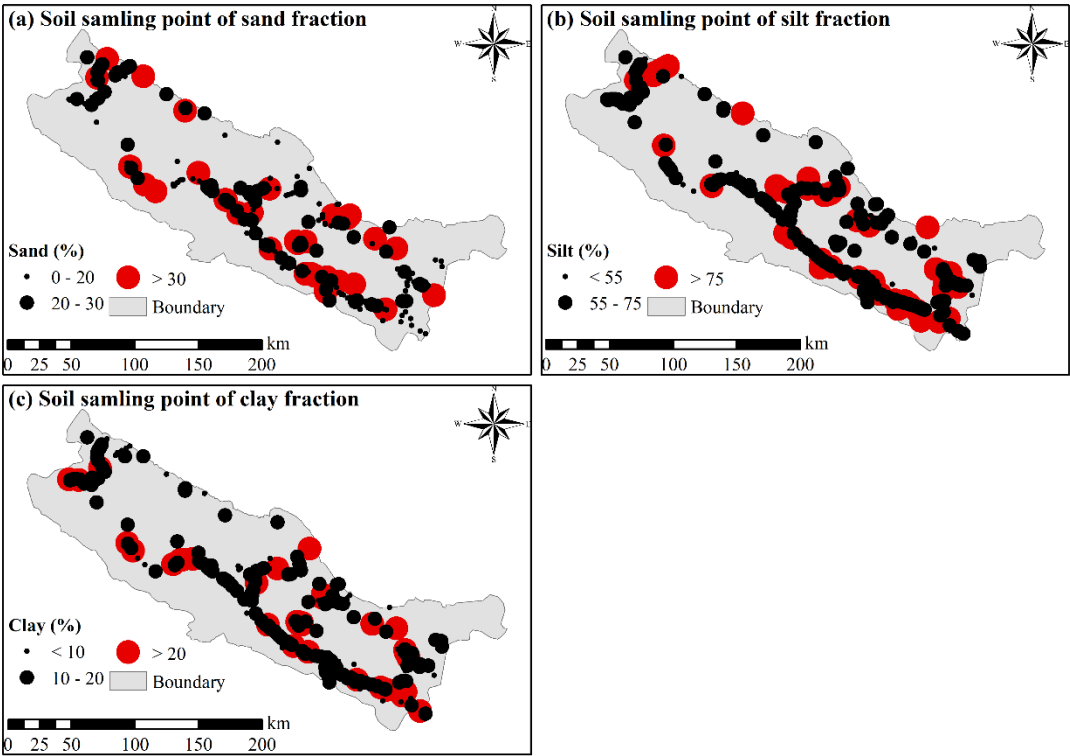 (a) Soil samling point of sand fraction
N
W E
S
Sand (%)
0 - 20 > 30
20 - 30 Boundary
km
0 25 50 100 150 200
(b) Soil samling point of silt fraction
N
W E
S
Silt (%)
< 55 > 75
55 - 75 Boundary
km
0 25 50 100 150 200
(c) Soil samling point of clay fraction
N
W E
S
Clay (%)
< 10 > 20
10 - 20 Boundary
km
0 25 50 100 150 200